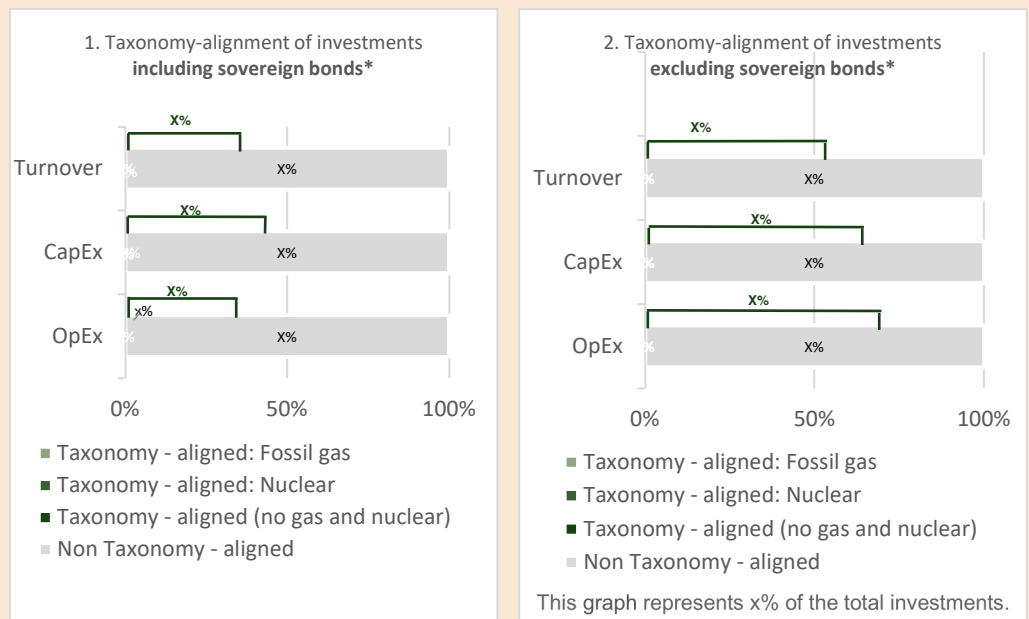 1. Taxonomy-alignment of investments
including sovereign bonds*
X%
Turnover
X%
X%
CapEx
X%
X%
x%
OpEx
X%
0%
50%
100%
Taxonomy - aligned: Fossil gas
Taxonomy - aligned: Nuclear
Taxonomy - aligned (no gas and nuclear)
Non Taxonomy - aligned
2. Taxonomy-alignment of investments
excluding sovereign bonds*
X%
Turnover
X%
X%
CapEx
X%
X%
OpEx
X%
0%
50%
100%
Taxonomy - aligned: Fossil gas
Taxonomy - aligned: Nuclear
Taxonomy - aligned (no gas and nuclear)
Non Taxonomy - aligned
This graph represents x% of the total investments.